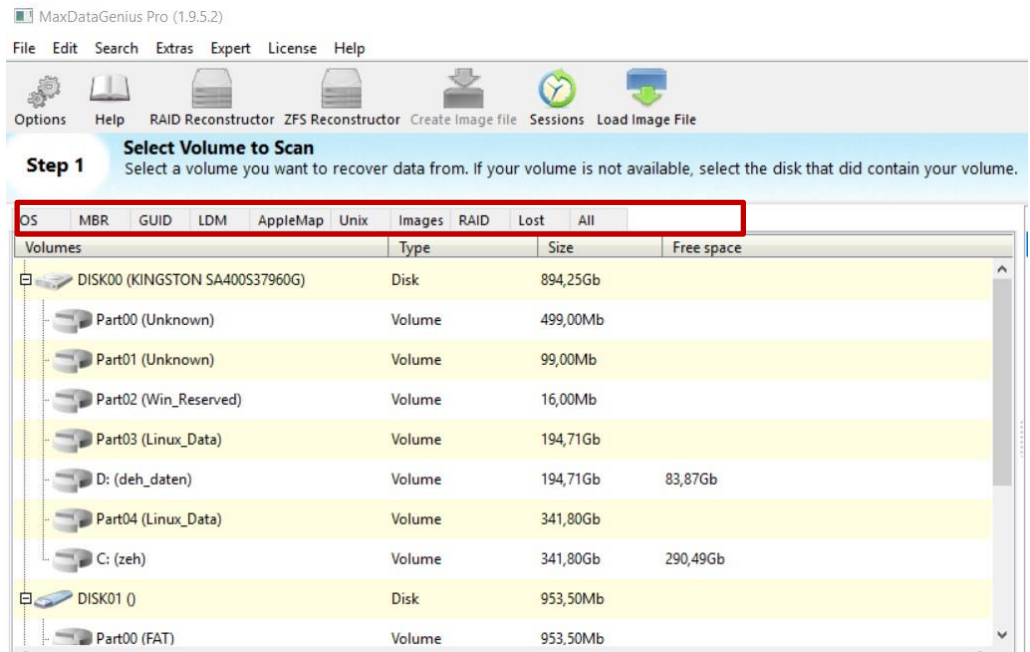 MaxDataGenius Pro (1.9.5.2)
File Edit Search Extras Expert License Help
Options Help RAID Reconstructor ZFS Reconstructor Create Image file Sessions Load Image File
Step 1
Select Volume to Scan
Select a volume you want to recover data from. If your volume is not available, select the disk that did contain your volume.
OS MBR GUID LDM AppleMap Unix Images RAID Lost All
Volumes Type Size Free space
DISK00 (KINGSTON SA400S37960G) Disk 894,25Gb
Part00 (Unknown) Volume 499,00Mb
Part01 (Unknown) Volume 99,00Mb
Part02 (Win_Reserved) Volume 16,00Mb
Part03 (Linux_Data) Volume 194,71Gb
D: (deh_daten) Volume 194,71Gb 83,87Gb
Part04 (Linux_Data) Volume 341,80Gb
C: (zeh) Volume 341,80Gb 290,49Gb
DISK01 () Disk 953,50Mb
Part00 (FAT) Volume 953,50Mb